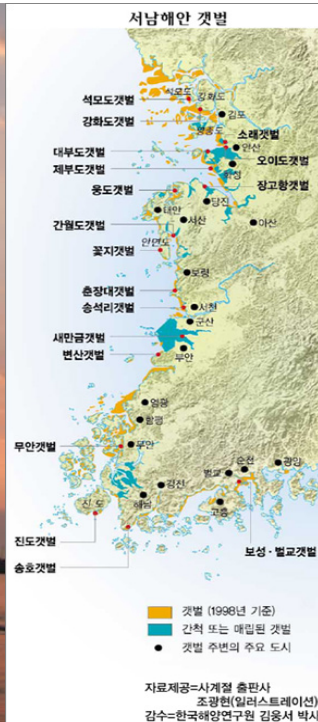 서남해안 갯벌
석모도
강화도
석모도갯벌
강화도갯벌
김포
영종도
소래갯벌
안산
대부도갯벌
오이도갯벌
제부도갯벌
화성
장고항갯벌
웅도갯벌
당진
태안
서산
아산
간월도갯벌
안면도
꽃지갯벌
보령
춘장대갯벌
송석리갯벌
서천
군산
새만금갯벌
변산갯벌
부안
영광
함평
무안갯벌
무안
순천
광양
벌교
강진
진도
해남
고흥
진도갯벌
보성·벌교갯벌
송호갯벌
갯벌 (1998년 기준)
간척 또는 매립된 갯벌
갯벌 주변의 주요 도시
자료제공=사계절 출판사
조광현(일러스트레이션)
감수=한국해양연구원 김웅서 박사